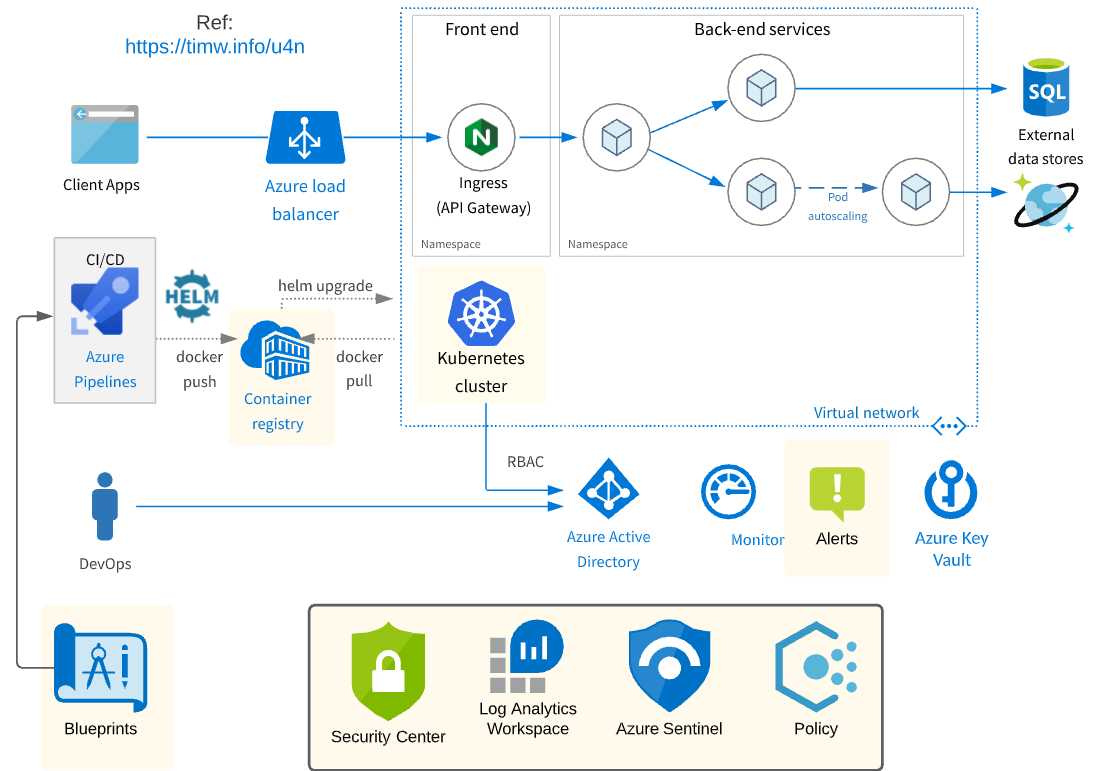 Ref:
https://timw.info/u4n
Front end
Back-end services
SQL
External
data stores
Client Apps
Azure load
balancer
N
Ingress
(API Gateway)
Pod
autoscaling
Namespace
Namespace
CI/CD
HELM
helm upgrade
Azure
Pipelines
docker
push
docker
pull
Container
registry
Kubernetes
cluster
Virtual network
RBAC
DevOps
Azure Active
Directory
Monitor
Alerts
Azure Key
Vault
Blueprints
Security Center
Log Analytics
Workspace
Azure Sentinel
Policy